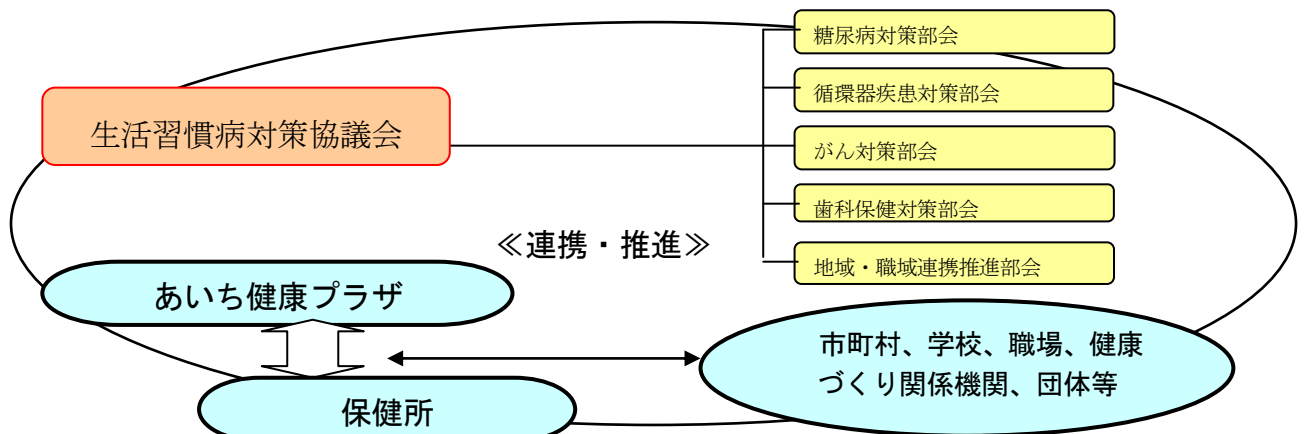 糖尿病対策部会
循環器疾患対策部会
生活習慣病対策協議会
がん対策部会
歯科保健対策部会
≪連携・推進≫
地域・職域連携推進部会
あいち健康プラザ
市町村、学校、職場、健康
づくり関係機関、団体等
保健所